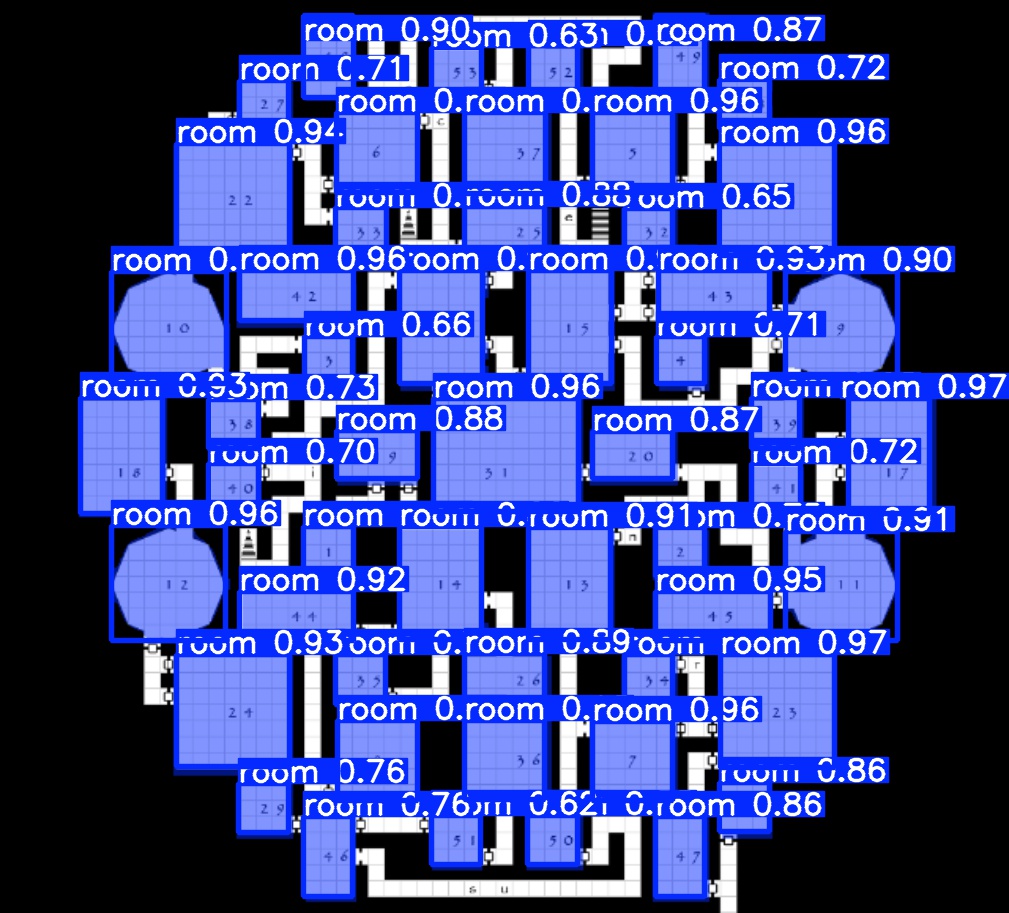 room 0.90
room 0.63
room 0.87
room 0.71
53
52
49
room 0.72
27
room 0.
room 0.
room 0.96
room 0.94
c
room 0.96
6
37
5
22
room 0.
room 0.88
room 0.65
33
25
e
32
room 0.
room 0.96
room 0.
room 0.
room 0.93
room 0.90
42
43
10
room 0.66
15
room 0.71
9
3
4
room 0.93
room 0.73
room 0.96
room 0.97
38
room 0.88
room 0.87
39
room 0.70
9
20
room 0.72
18
i
31
17
40
41
room 0.96
room 0.
room 0.91
room 0.91
n
1
2
12
room 0.92
14
13
room 0.95
11
44
45
room 0.93
room 0.
room 0.89
room
room 0.97
35
26
34
r
24
room 0.
room 0.
room 0.96
23
36
7
room 0.76
room 0.86
29
room 0.76
room 0.62
room 0.86
51
50
46
47
s u